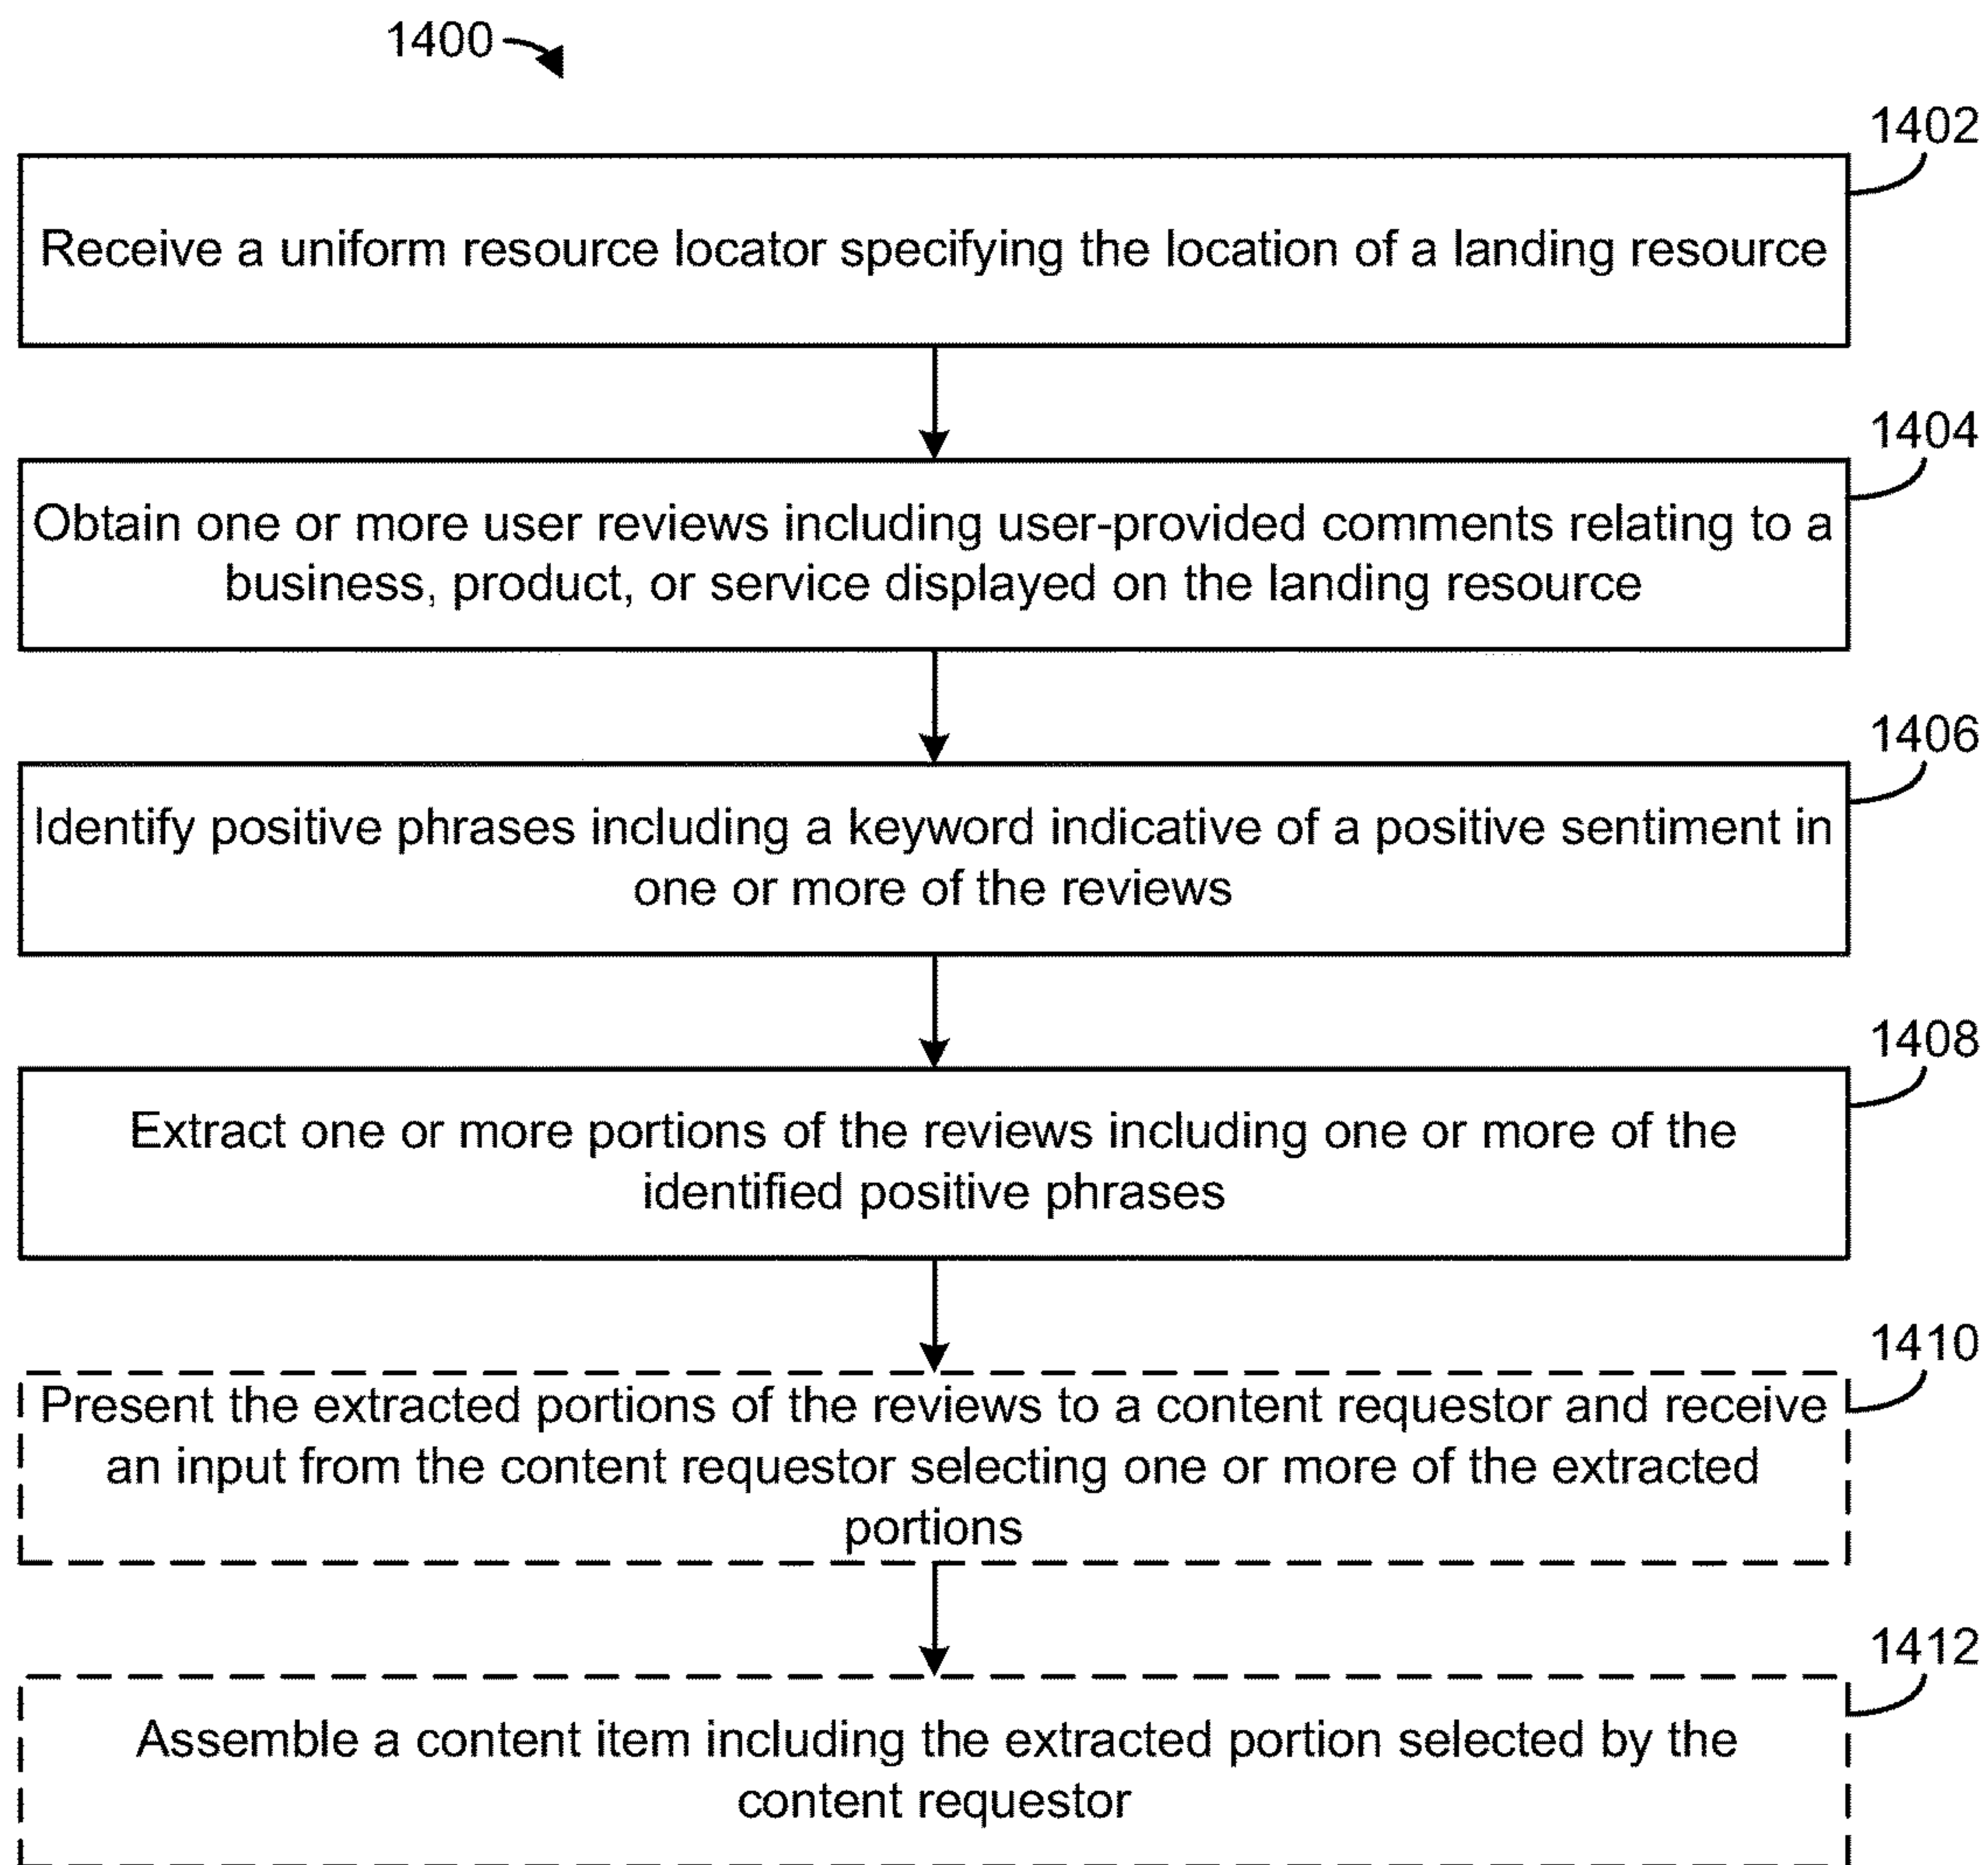 1400
1402
Receive a uniform resource locator specifying the location of a landing resource
1404
Obtain one or more user reviews including user-provided comments relating to a
business, product, or service displayed on the landing resource
1406
Identify positive phrases including a keyword indicative of a positive sentiment in
one or more of the reviews
1408
Extract one or more portions of the reviews including one or more of the
identified positive phrases
1410
Present the extracted portions of the reviews to a content requestor and receive
an input from the content requestor selecting one or more of the extracted
portions
1412
Assemble a content item including the extracted portion selected by the
content requestor